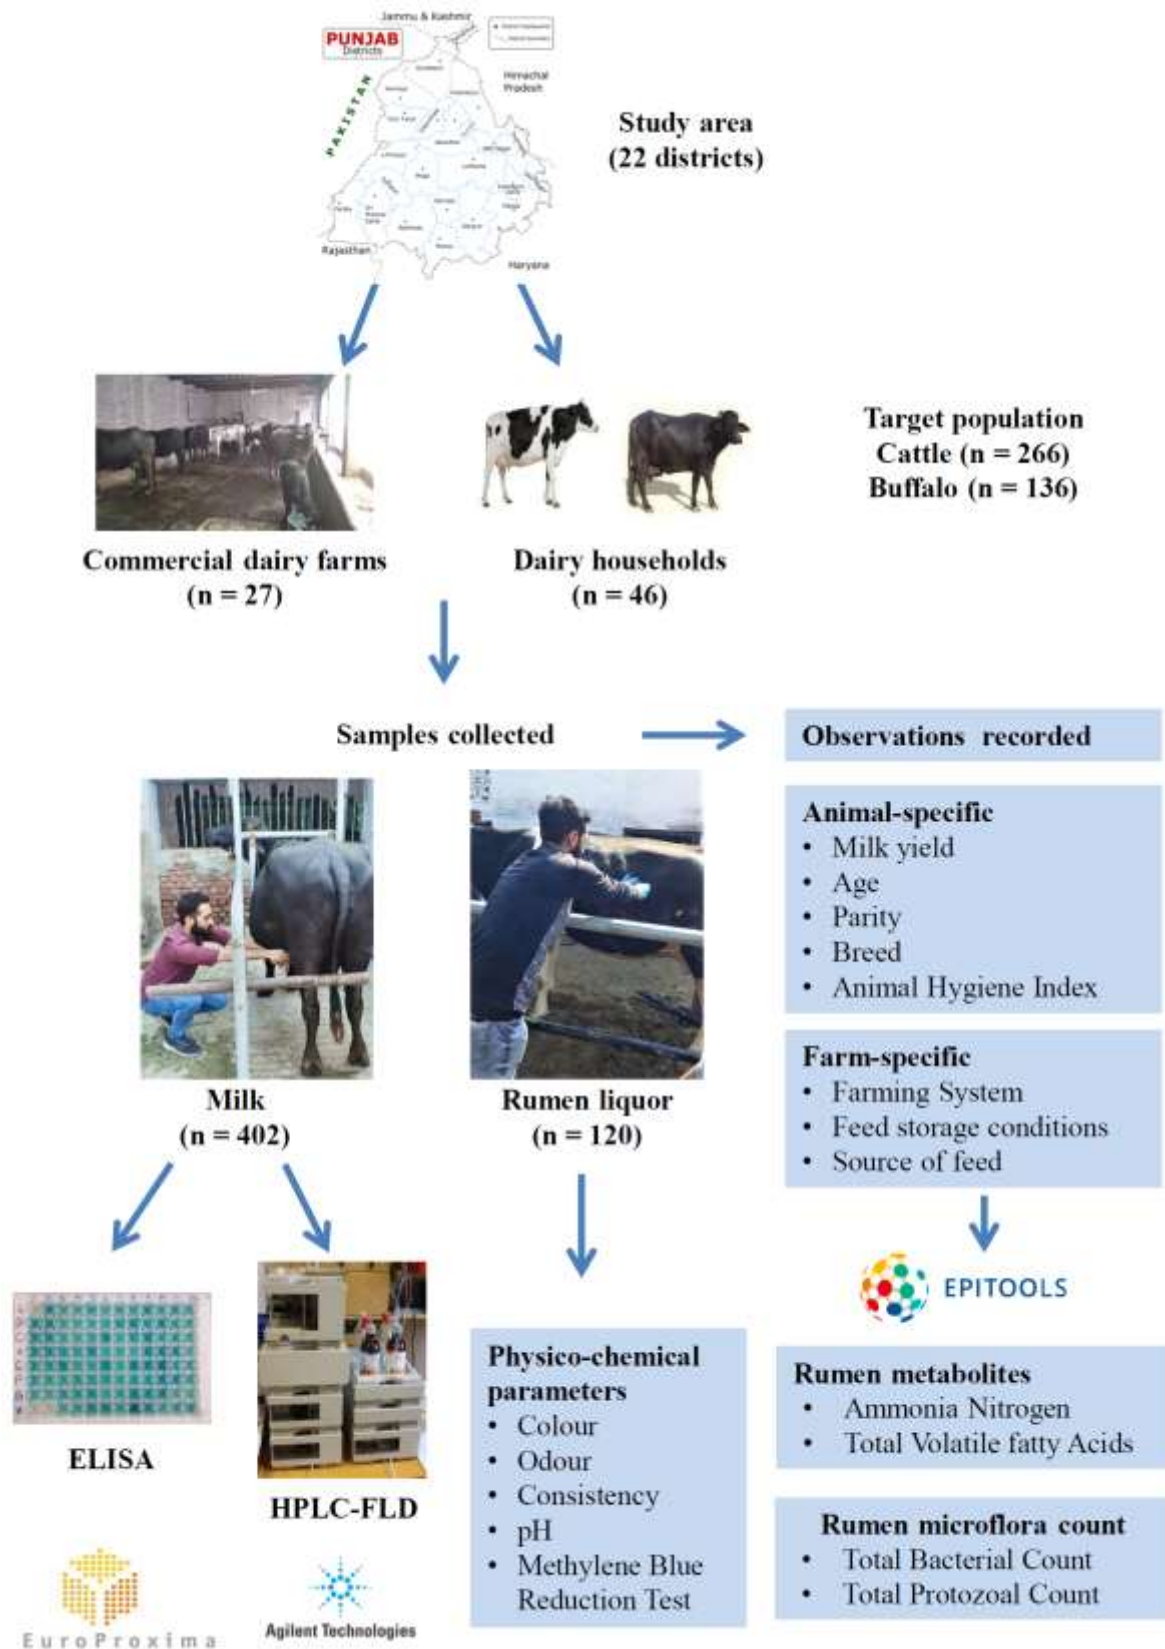 Jammu & Kashmir
PUNJAB
Districts
Himachal
Pradesh
PAKISTAN
Rajasthan
Haryana
Study area
(22 districts)
Target population
Cattle (n = 266)
Buffalo (n = 136)
Commercial dairy farms
(n = 27)
Dairy households
(n = 46)
Samples collected
Observations recorded
Animal-specific
• Milk yield
• Age
• Parity
• Breed
• Animal Hygiene Index
Farm-specific
• Farming System
• Feed storage conditions
• Source of feed
Milk
(n = 402)
Rumen liquor
(n = 120)
EPITOOLS
ELISA
HPLC-FLD
Physico-chemical
parameters
• Colour
• Odour
• Consistency
• pH
• Methylene Blue
Reduction Test
Rumen metabolites
• Ammonia Nitrogen
• Total Volatile fatty Acids
Rumen microflora count
• Total Bacterial Count
• Total Protozoal Count
EuroProxima
Agilent Technologies